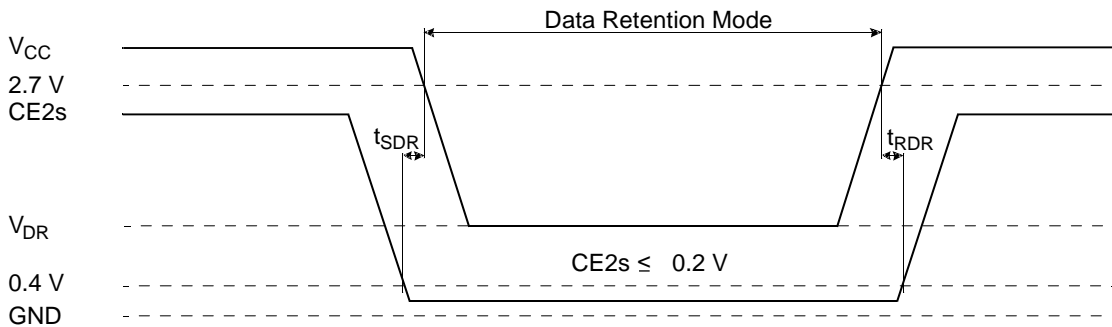 Data Retention Mode
VCC
2.7 V
CE2s
tSDR
tRDR
VDR
CE2s ≤ 0.2 V
0.4 V
GND